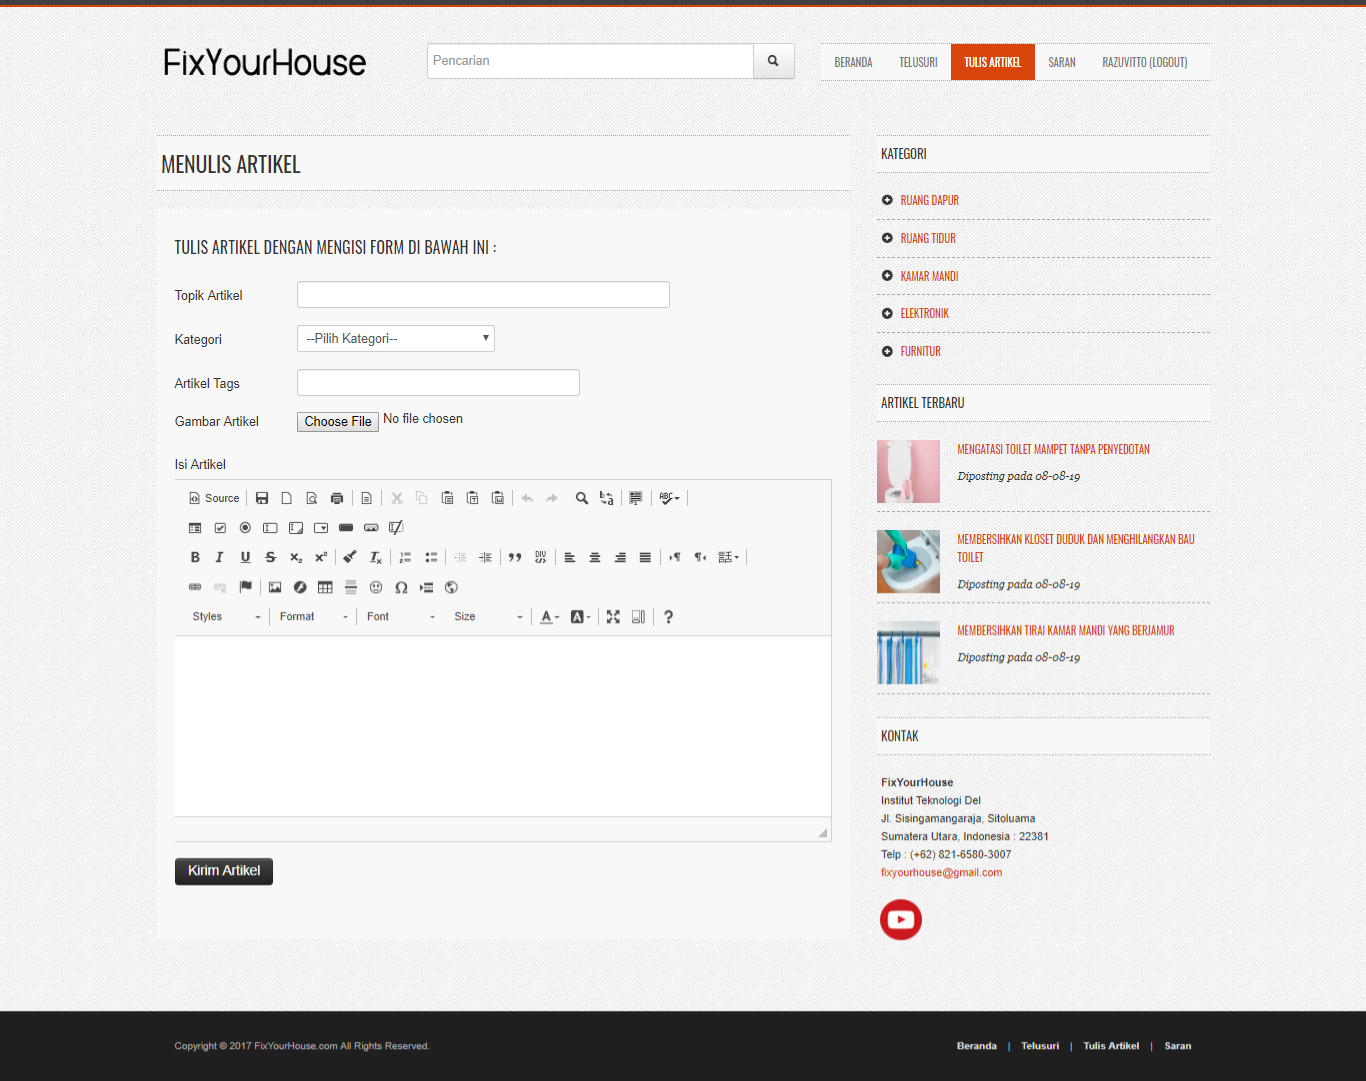 FixYourHouse
Pencarian
BERANDA TELUSURI TULIS ARTIKEL SARAN RAZUVITTO (LOGOUT)
MENULIS ARTIKEL
TULIS ARTIKEL DENGAN MENGISI FORM DI BAWAH INI :
Topik Artikel
Kategori --Pilih Kategori--
Artikel Tags
Gambar Artikel Choose File No file chosen
Isi Artikel
Source
ABC
B I U S x₂ x² Tx
DIV
Styles Format Font Size A A ?
Kirim Artikel
KATEGORI
RUANG DAPUR
RUANG TIDUR
KAMAR MANDI
ELEKTRONIK
FURNITUR
ARTIKEL TERBARU
MENGATASI TOILET MAMPET TANPA PENYEDOTAN
Diposting pada 08-08-19
MEMBERSIHKAN KLOSET DUDUK DAN MENGHILANGKAN BAU
TOILET
Diposting pada 08-08-19
MEMBERSIHKAN TIRAI KAMAR MANDI YANG BERJAMUR
Diposting pada 08-08-19
KONTAK
FixYourHouse
Institut Teknologi Del
Jl. Sisingamangaraja, Sitoluama
Sumatera Utara, Indonesia : 22381
Telp : (+62) 821-6580-3007
fixyourhouse@gmail.com
Copyright © 2017 FixYourHouse.com All Rights Reserved.
Beranda | Telusuri | Tulis Artikel | Saran